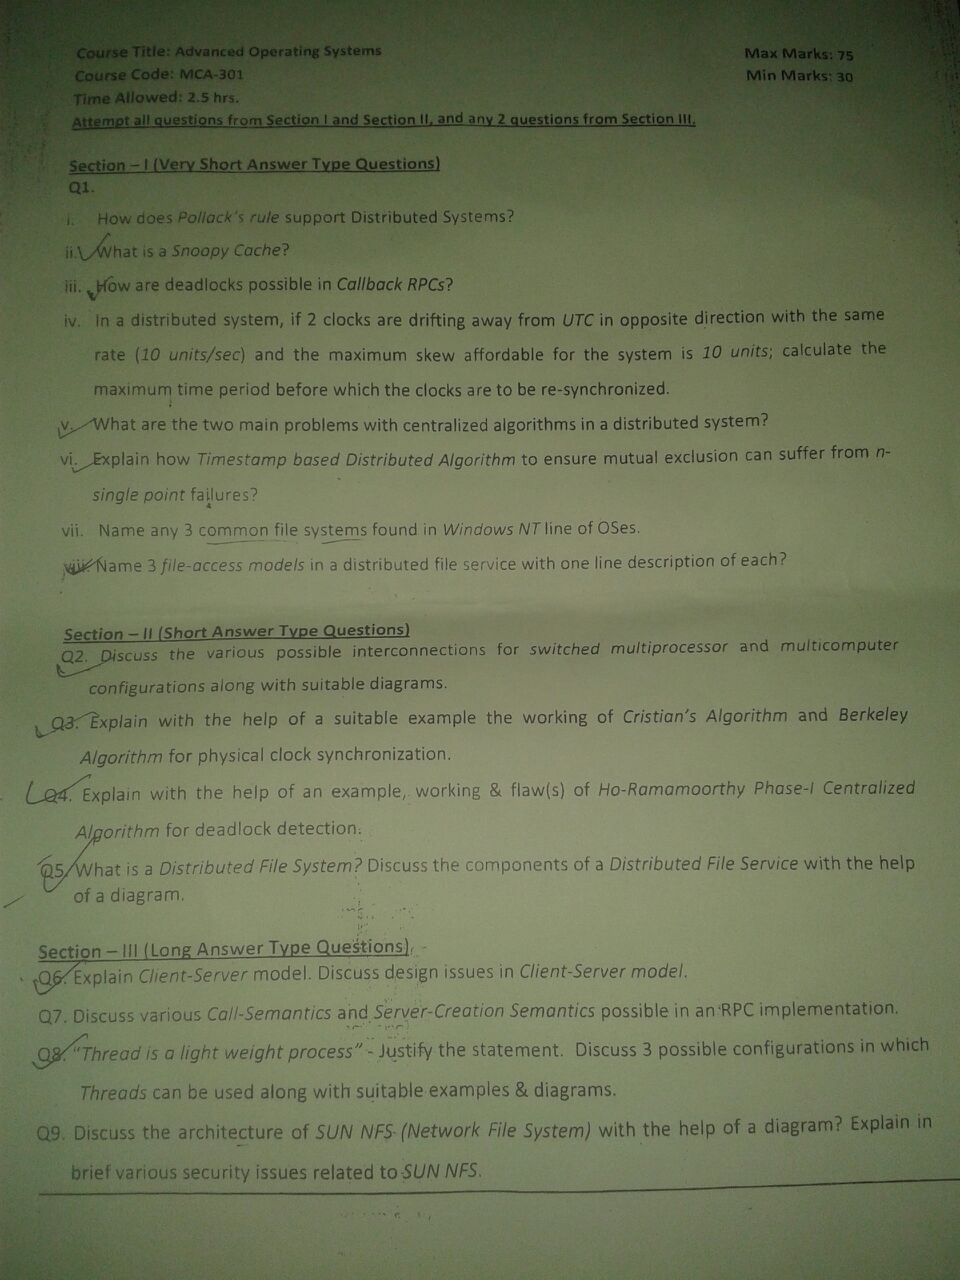 Course Title: Advanced Operating Systems
Max Marks: 75
Course Code: MCA-301
Min Marks: 30
Time Allowed: 2.5 hrs.
Attempt all questions from Section I and Section II, and any 2 questions from Section III.
Section – I (Very Short Answer Type Questions)
Q1.
i. How does Pollack's rule support Distributed Systems?
ii. What is a Snoopy Cache?
iii. How are deadlocks possible in Callback RPCs?
iv. In a distributed system, if 2 clocks are drifting away from UTC in opposite direction with the same
rate (10 units/sec) and the maximum skew affordable for the system is 10 units; calculate the
maximum time period before which the clocks are to be re-synchronized.
v. What are the two main problems with centralized algorithms in a distributed system?
vi. Explain how Timestamp based Distributed Algorithm to ensure mutual exclusion can suffer from n-
single point failures?
vii. Name any 3 common file systems found in Windows NT line of OSes.
viii. Name 3 file-access models in a distributed file service with one line description of each?
Section – II (Short Answer Type Questions)
Q2. Discuss the various possible interconnections for switched multiprocessor and multicomputer
configurations along with suitable diagrams.
Q3. Explain with the help of a suitable example the working of Cristian's Algorithm and Berkeley
Algorithm for physical clock synchronization.
Q4. Explain with the help of an example, working & flaw(s) of Ho-Ramamoorthy Phase-I Centralized
Algorithm for deadlock detection.
Q5. What is a Distributed File System? Discuss the components of a Distributed File Service with the help
of a diagram.
Section – III (Long Answer Type Questions)
Q6. Explain Client-Server model. Discuss design issues in Client-Server model.
Q7. Discuss various Call-Semantics and Server-Creation Semantics possible in an RPC implementation.
Q8. "Thread is a light weight process" - Justify the statement. Discuss 3 possible configurations in which
Threads can be used along with suitable examples & diagrams.
Q9. Discuss the architecture of SUN NFS (Network File System) with the help of a diagram? Explain in
brief various security issues related to SUN NFS.